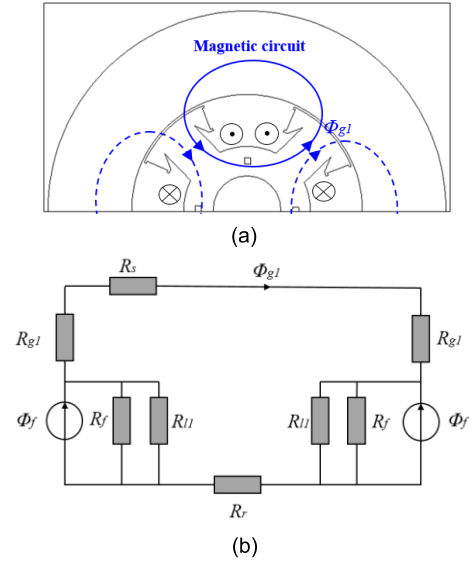 Magnetic circuit
Φg1
(a)
Rs
Φg1
Rg1
Rg1
Φf
Rf
Rl1
Rl1
Rf
Φf
Rr
(b)